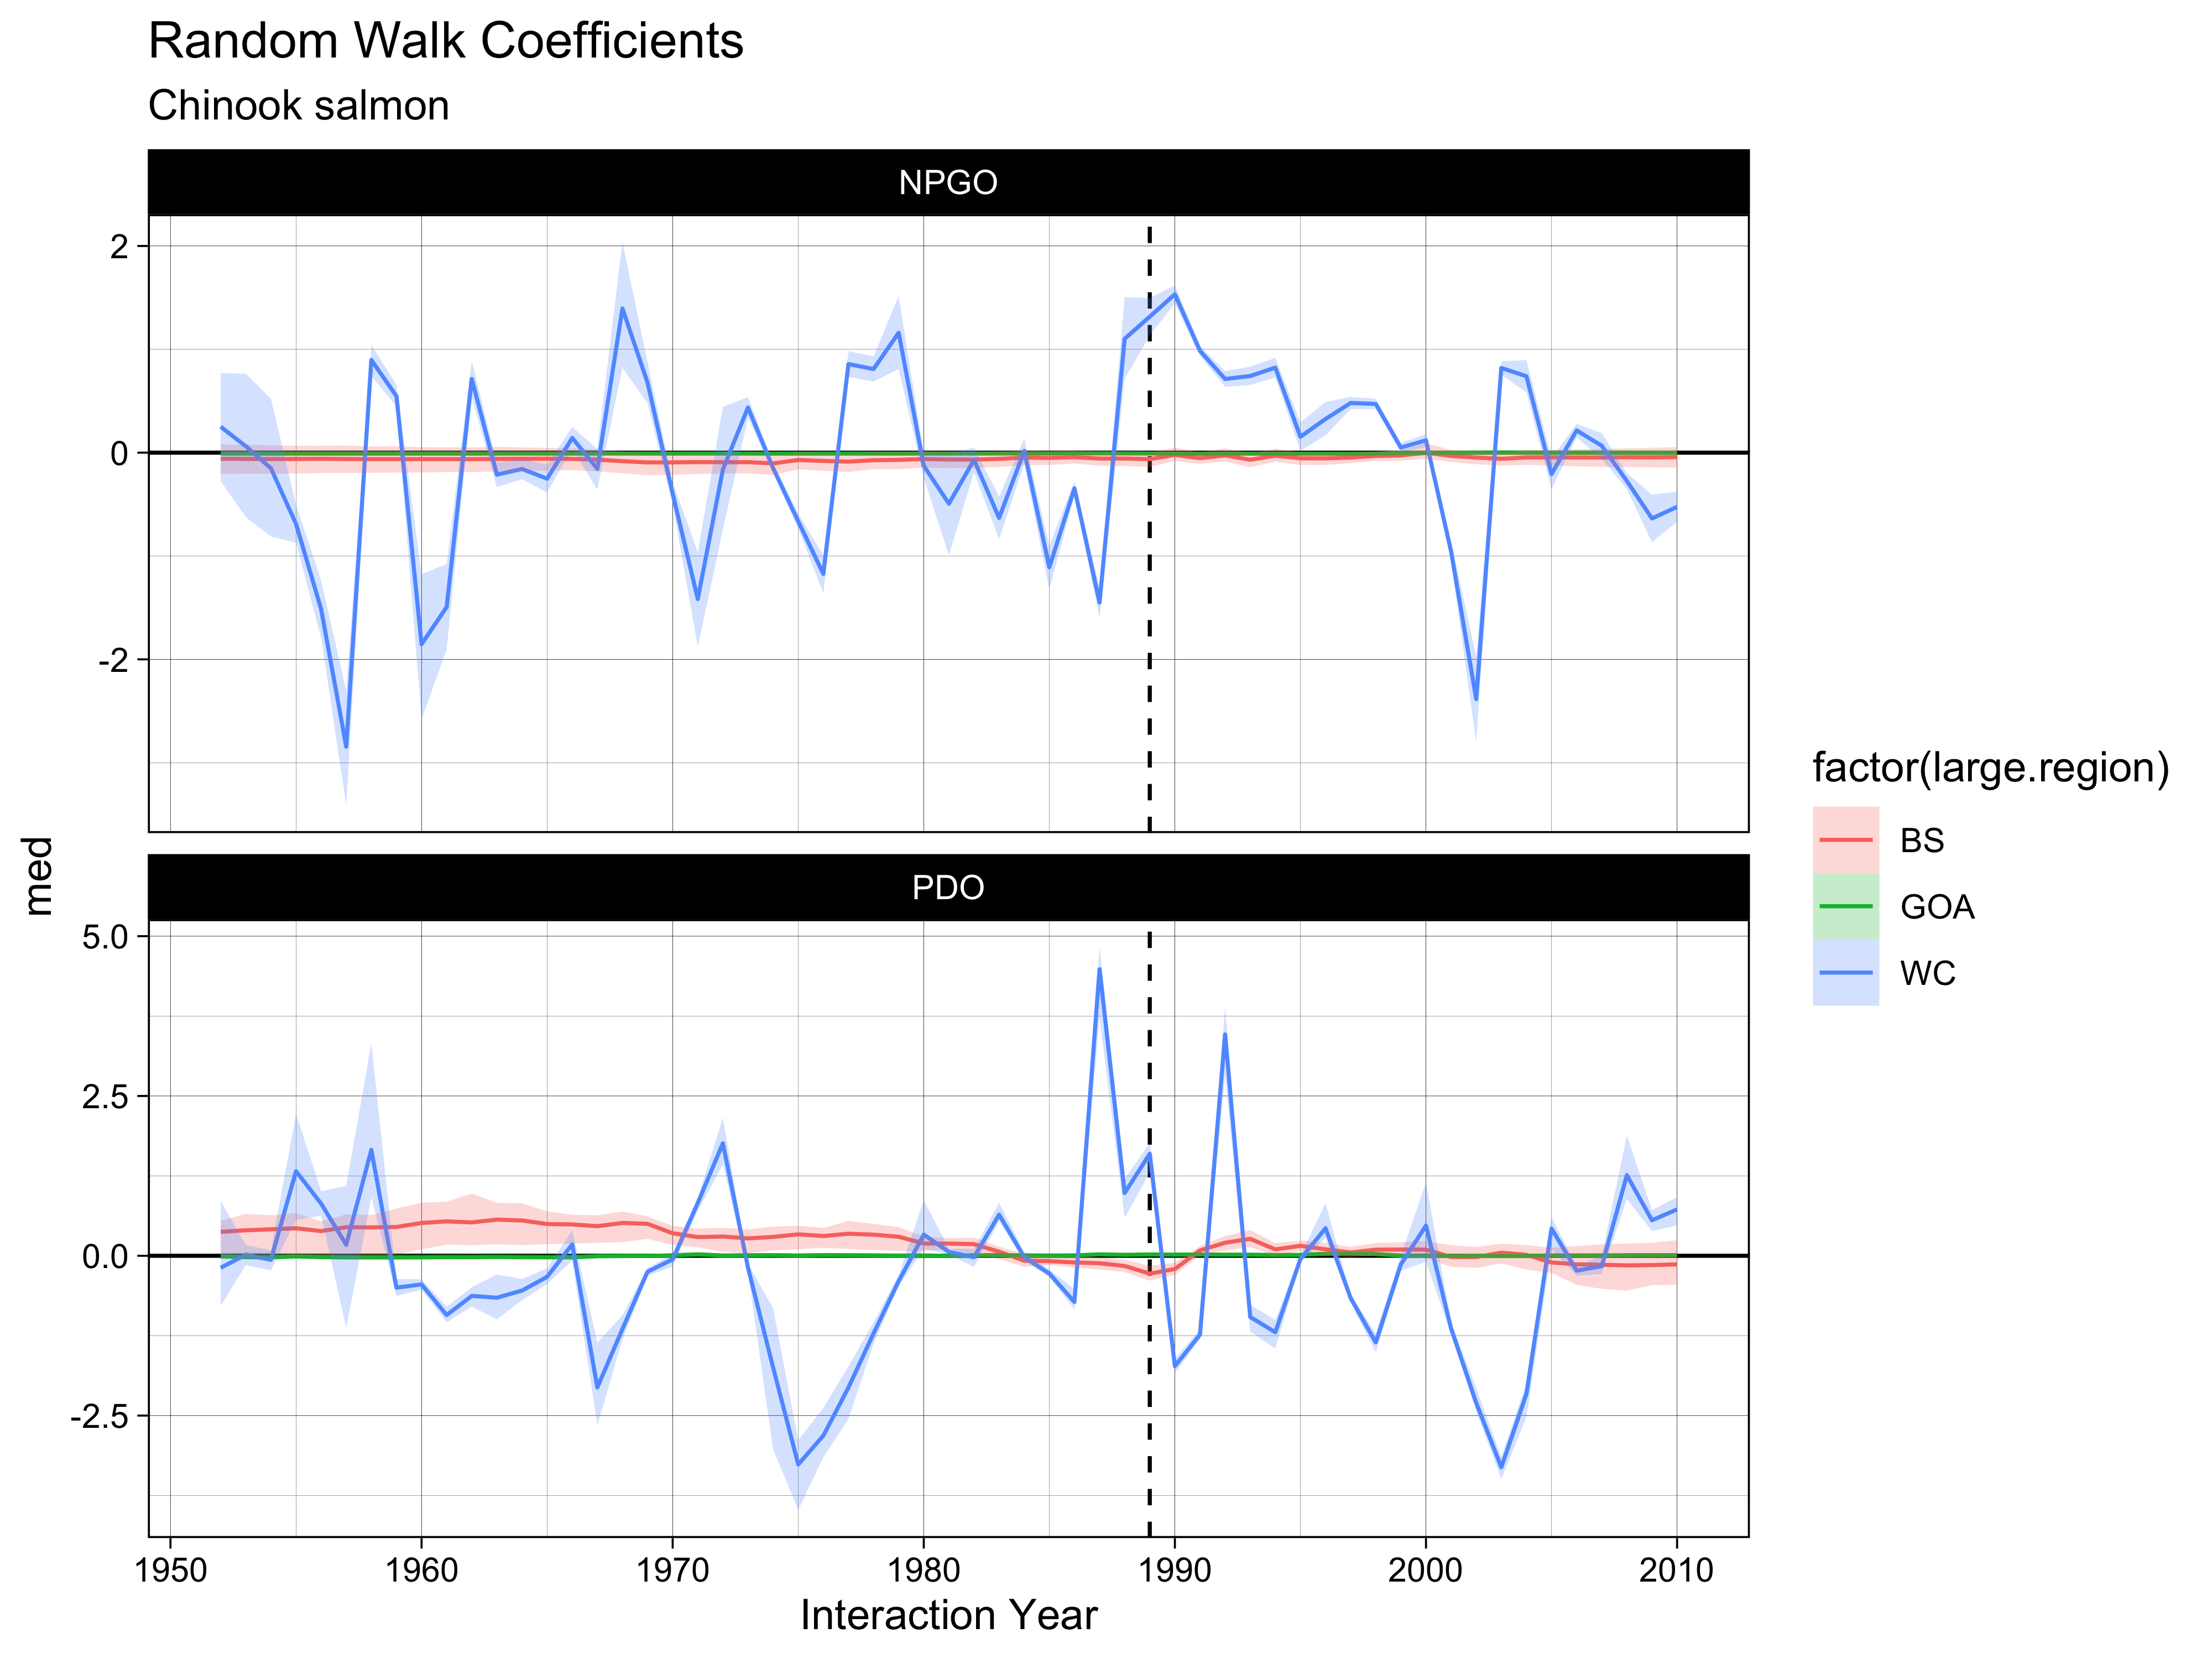 Random Walk Coefficients
Chinook salmon
NPGO
2
0
-2
PDO
5.0
2.5
0.0
-2.5
1950 1960 1970 1980 1990 2000 2010
Interaction Year
med
factor(large.region)
BS
GOA
WC